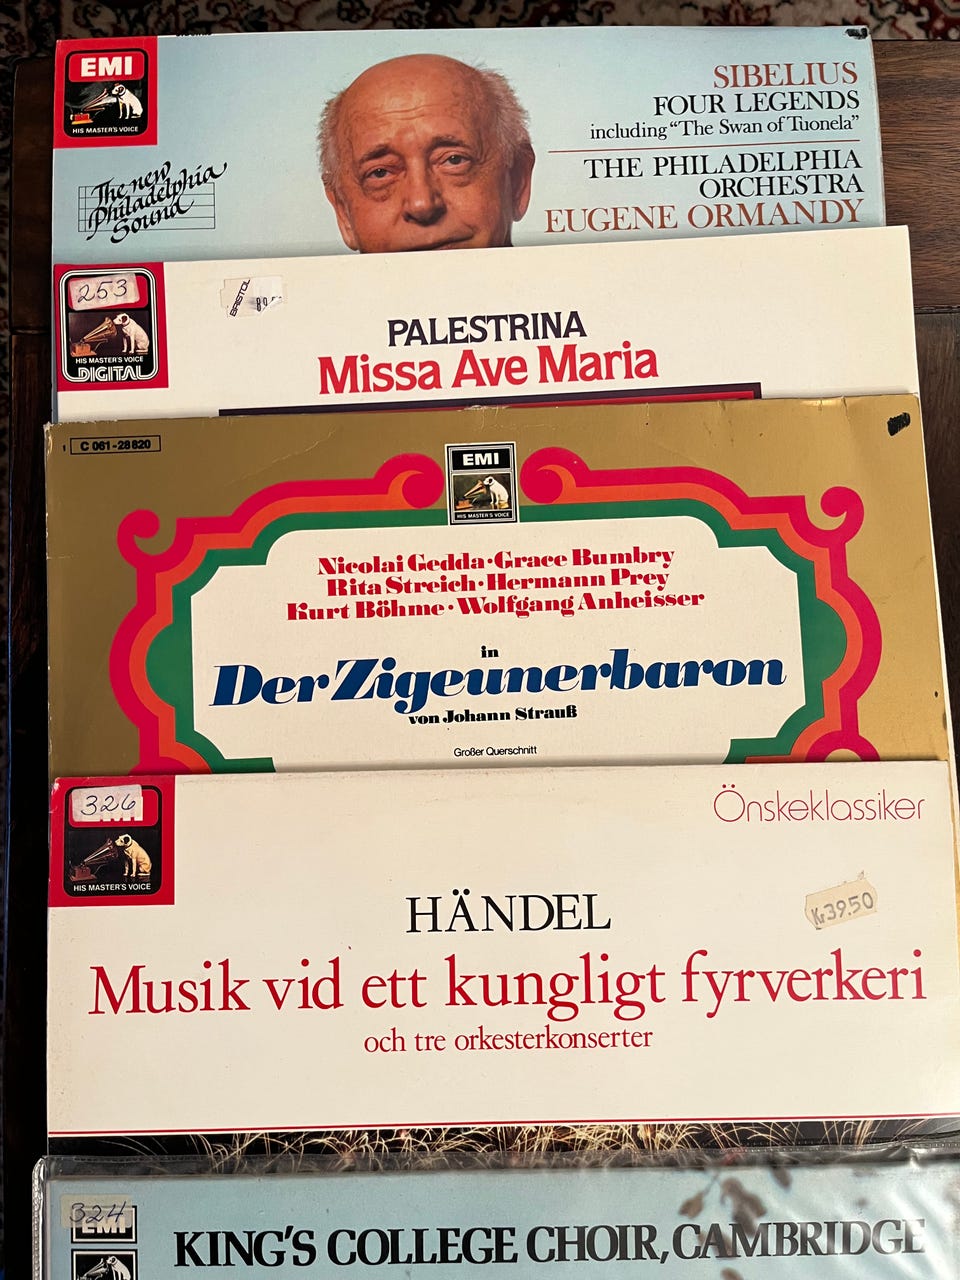 EMI
HIS MASTER'S VOICE
The new
Philadelphia
Sound
SIBELIUS
FOUR LEGENDS
including "The Swan of Tuonela"
THE PHILADELPHIA
ORCHESTRA
EUGENE ORMANDY
253
HIS MASTER'S VOICE
DIGITAL
BRISTOL
PALESTRINA
Missa Ave Maria
1 C 061-28 820
EMI
HIS MASTER'S VOICE
Nicolai Gedda · Grace Bumbry
Rita Streich · Hermann Prey
Kurt Böhme · Wolfgang Anheisser
in
Der Zigeunerbaron
von Johann Strauß
Großer Querschnitt
326
HIS MASTER'S VOICE
Önskeklassiker
HÄNDEL
Kr 39.50
Musik vid ett kungligt fyrverkeri
och tre orkesterkonserter
324
EMI
KING'S COLLEGE CHOIR, CAMBRIDGE